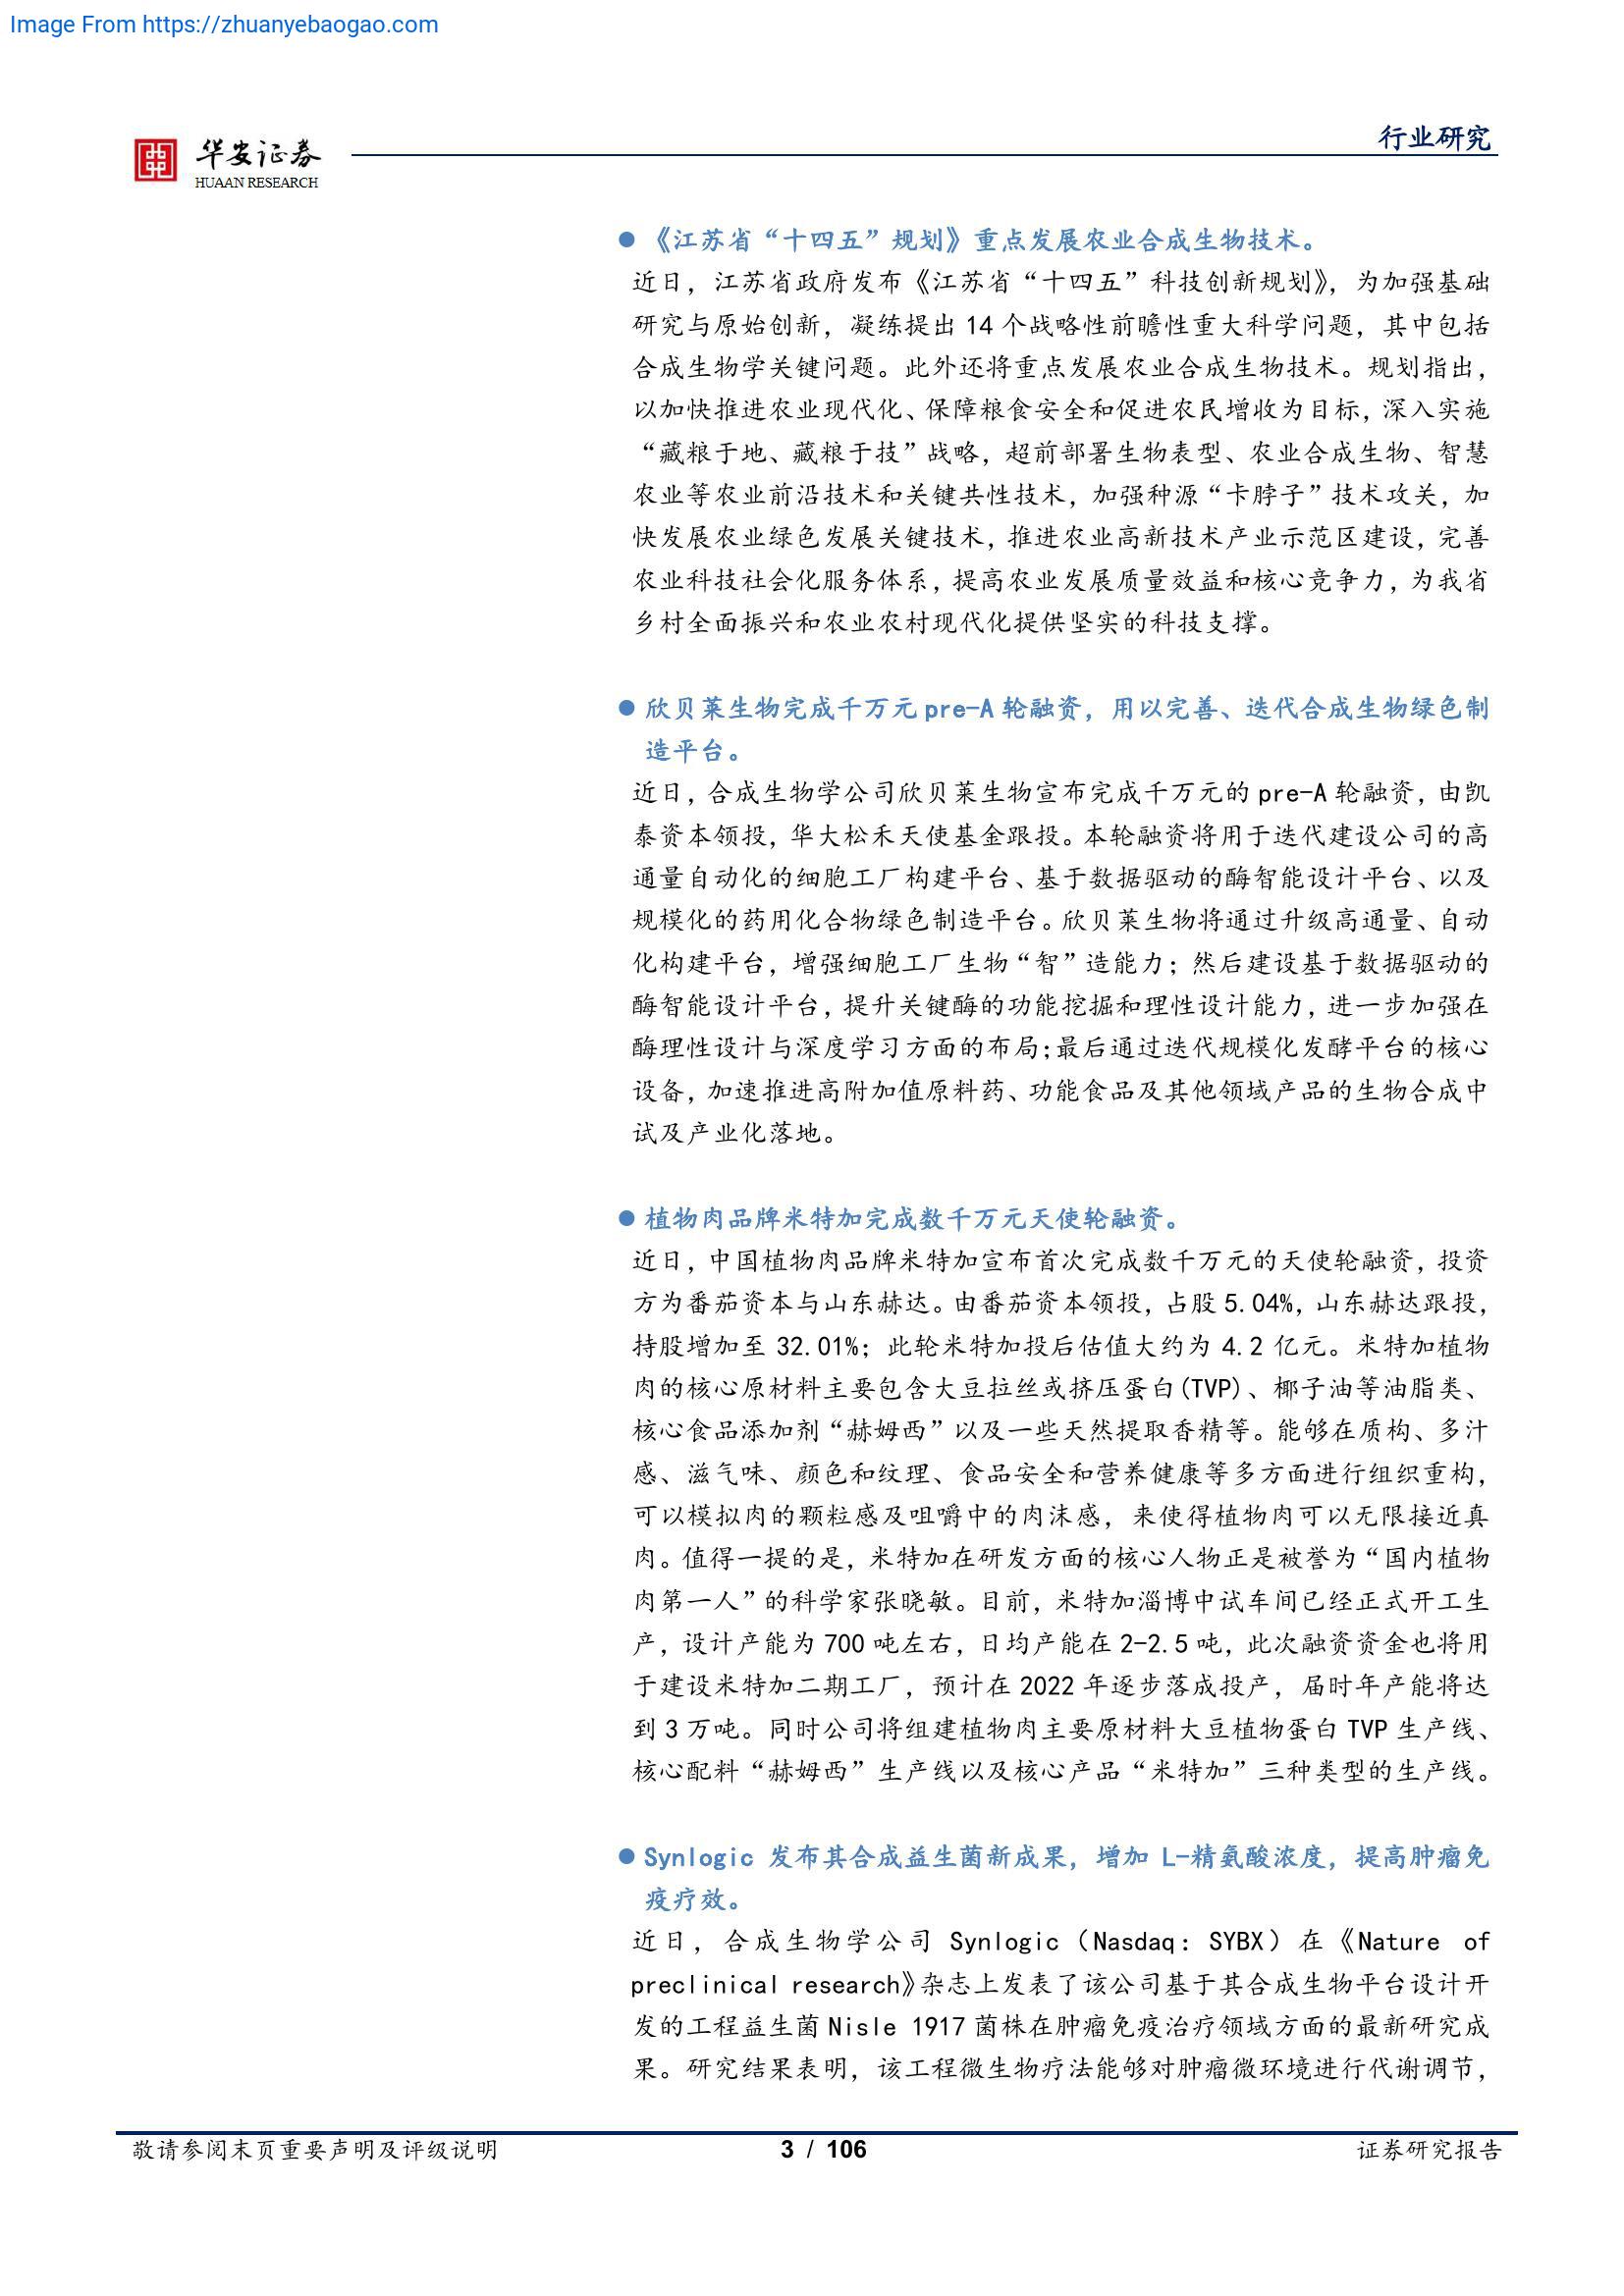 Image From https://zhuanyebaogao.com
华安证券
HUAAN RESEARCH
行业研究
《江苏省“十四五”规划》重点发展农业合成生物技术。
近日，江苏省政府发布《江苏省“十四五”科技创新规划》，为加强基础
研究与原始创新，凝练提出 14 个战略性前瞻性重大科学问题，其中包括
合成生物学关键问题。此外还将重点发展农业合成生物技术。规划指出，
以加快推进农业现代化、保障粮食安全和促进农民增收为目标，深入实施
“藏粮于地、藏粮于技”战略，超前部署生物表型、农业合成生物、智慧
农业等农业前沿技术和关键共性技术，加强种源“卡脖子”技术攻关，加
快发展农业绿色发展关键技术，推进农业高新技术产业示范区建设，完善
农业科技社会化服务体系，提高农业发展质量效益和核心竞争力，为我省
乡村全面振兴和农业农村现代化提供坚实的科技支撑。
欣贝莱生物完成千万元 pre-A 轮融资，用以完善、迭代合成生物绿色制
造平台。
近日，合成生物学公司欣贝莱生物宣布完成千万元的 pre-A 轮融资，由凯
泰资本领投，华大松禾天使基金跟投。本轮融资将用于迭代建设公司的高
通量自动化的细胞工厂构建平台、基于数据驱动的酶智能设计平台、以及
规模化的药用化合物绿色制造平台。欣贝莱生物将通过升级高通量、自动
化构建平台，增强细胞工厂生物“智”造能力；然后建设基于数据驱动的
酶智能设计平台，提升关键酶的功能挖掘和理性设计能力，进一步加强在
酶理性设计与深度学习方面的布局；最后通过迭代规模化发酵平台的核心
设备，加速推进高附加值原料药、功能食品及其他领域产品的生物合成中
试及产业化落地。
植物肉品牌米特加完成数千万元天使轮融资。
近日，中国植物肉品牌米特加宣布首次完成数千万元的天使轮融资，投资
方为番茄资本与山东赫达。由番茄资本领投，占股 5.04%，山东赫达跟投，
持股增加至 32.01%；此轮米特加投后估值大约为 4.2 亿元。米特加植物
肉的核心原材料主要包含大豆拉丝或挤压蛋白(TVP)、椰子油等油脂类、
核心食品添加剂“赫姆西”以及一些天然提取香精等。能够在质构、多汁
感、滋气味、颜色和纹理、食品安全和营养健康等多方面进行组织重构，
可以模拟肉的颗粒感及咀嚼中的肉沫感，来使得植物肉可以无限接近真
肉。值得一提的是，米特加在研发方面的核心人物正是被誉为“国内植物
肉第一人”的科学家张晓敏。目前，米特加淄博中试车间已经正式开工生
产，设计产能为 700 吨左右，日均产能在 2-2.5 吨，此次融资资金也将用
于建设米特加二期工厂，预计在 2022 年逐步落成投产，届时年产能将达
到 3 万吨。同时公司将组建植物肉主要原材料大豆植物蛋白 TVP 生产线、
核心配料“赫姆西”生产线以及核心产品“米特加”三种类型的生产线。
Synlogic 发布其合成益生菌新成果，增加 L-精氨酸浓度，提高肿瘤免
疫疗效。
近日，合成生物学公司 Synlogic（Nasdaq：SYBX）在《Nature of
preclinical research》杂志上发表了该公司基于其合成生物平台设计开
发的工程益生菌 Nisle 1917 菌株在肿瘤免疫治疗领域方面的最新研究成
果。研究结果表明，该工程微生物疗法能够对肿瘤微环境进行代谢调节，
敬请参阅末页重要声明及评级说明
3 / 106
证券研究报告